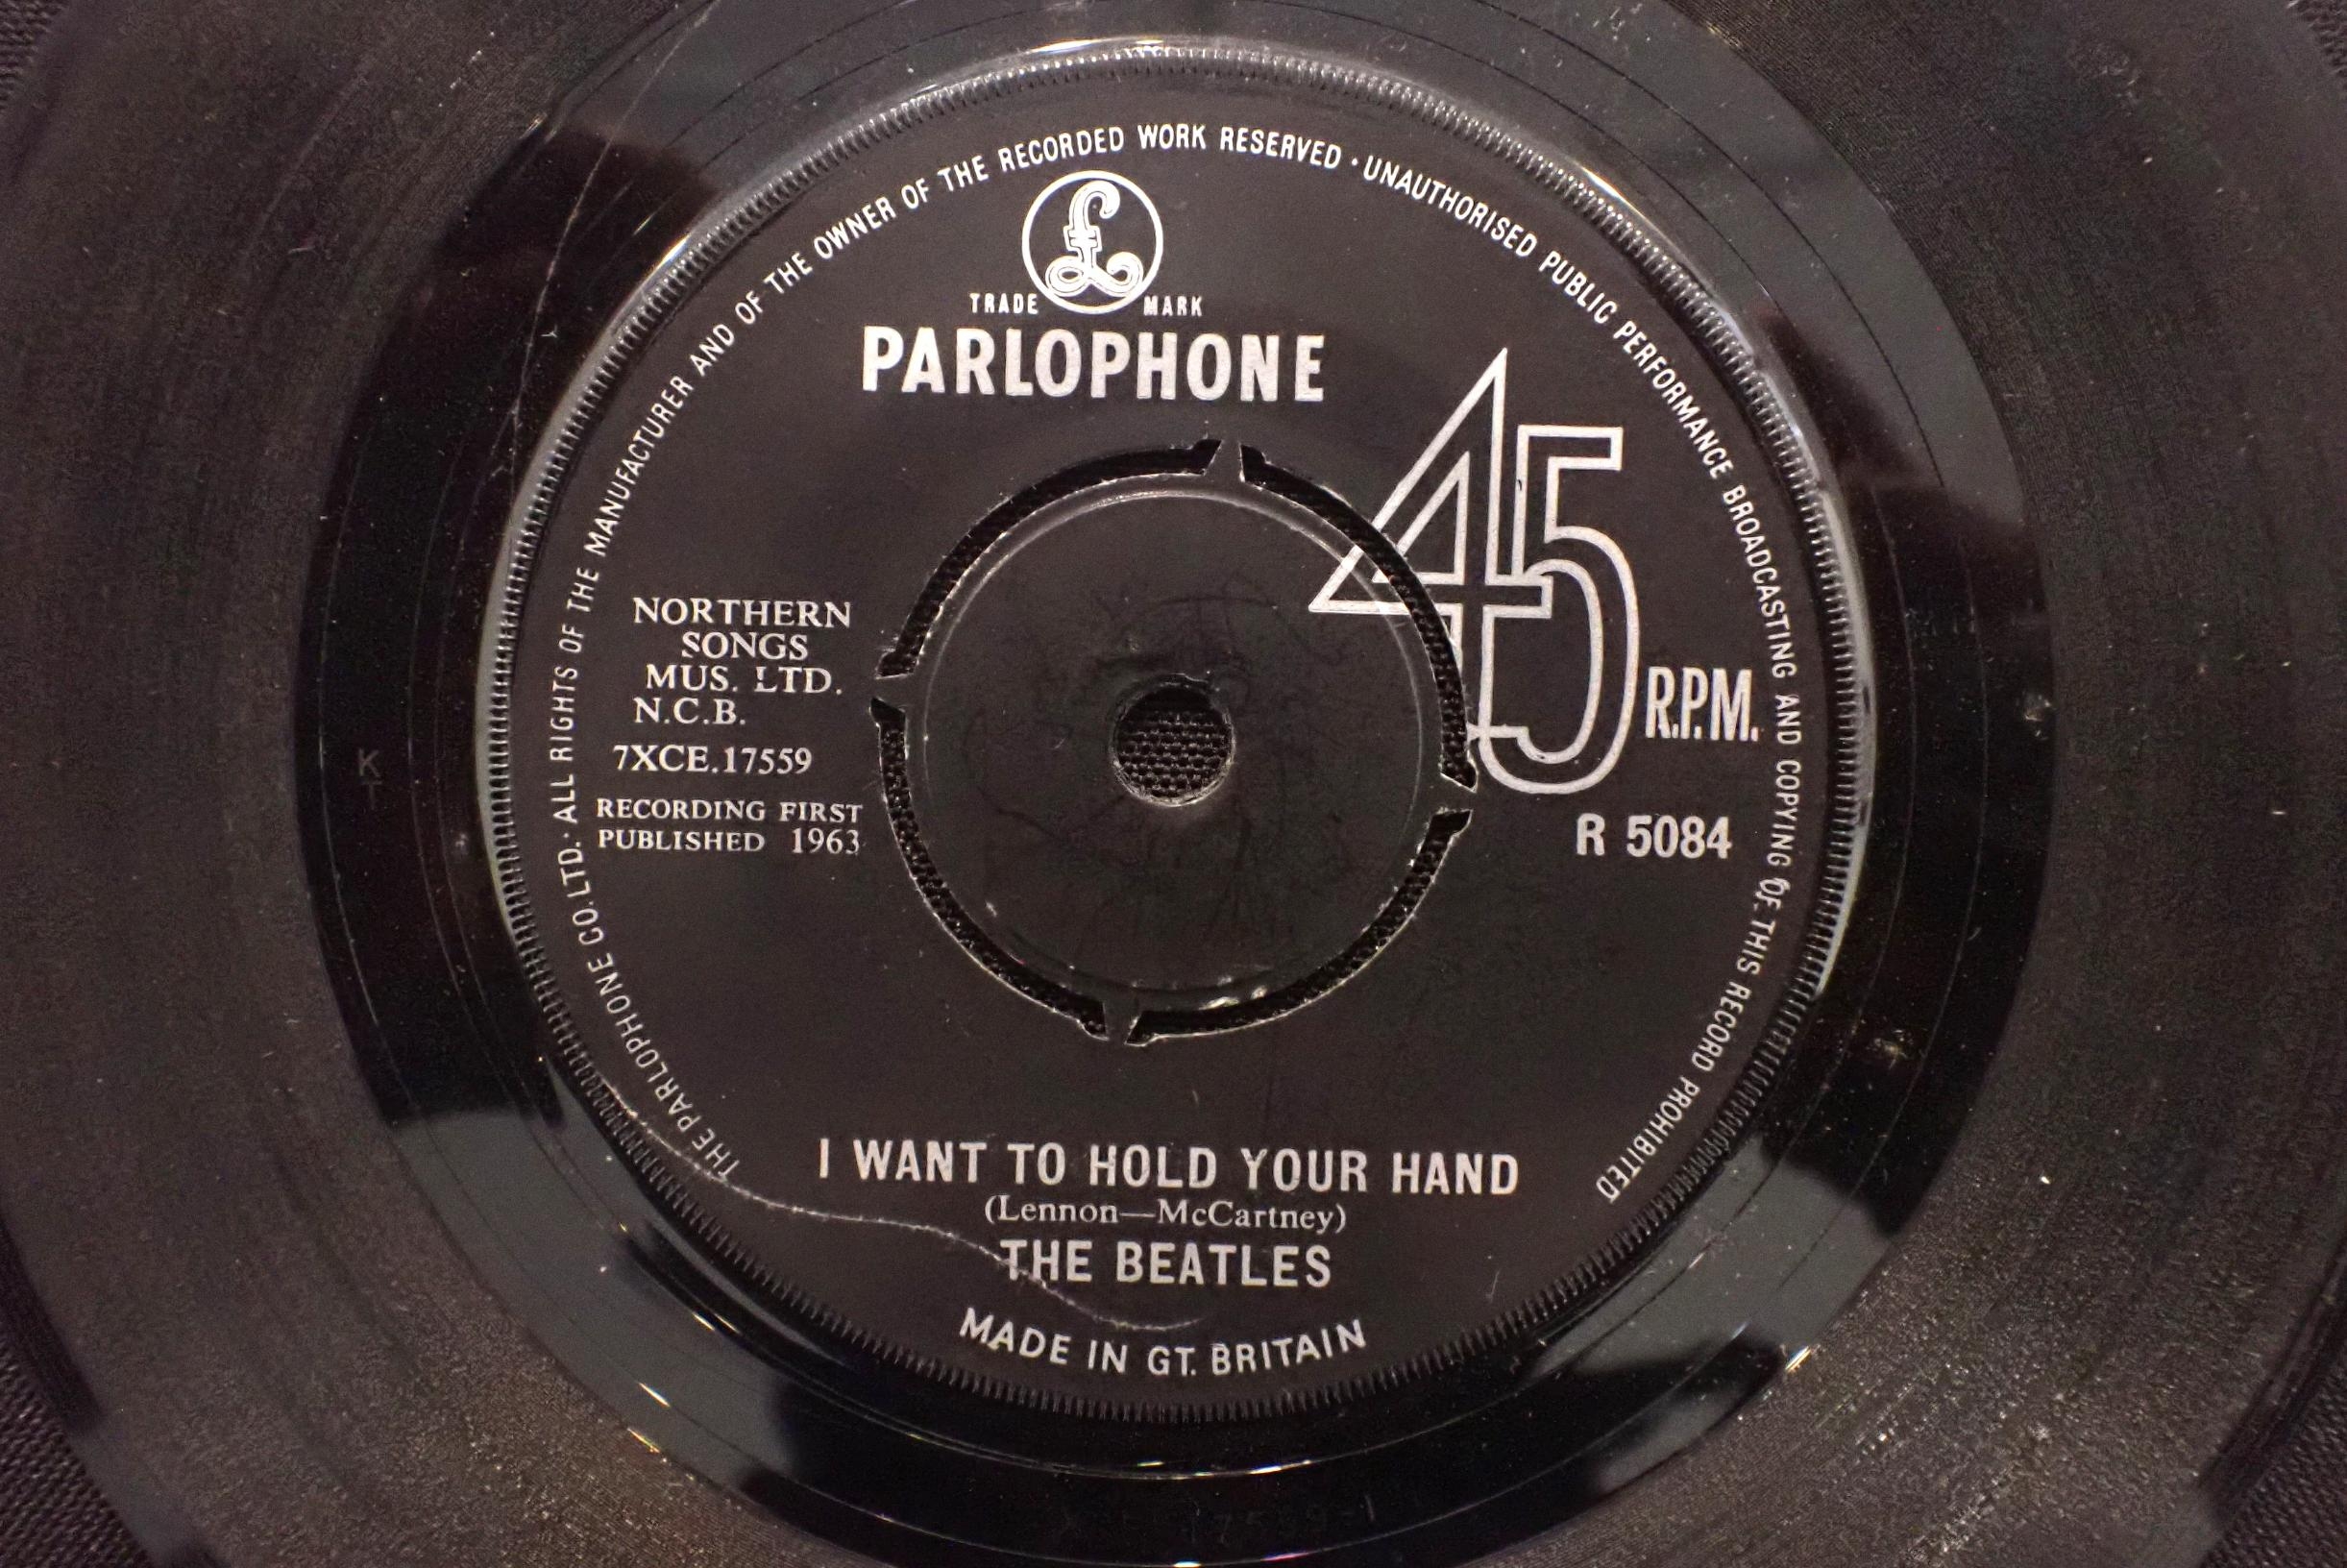 THE PARLOPHONE CO. LTD. · ALL RIGHTS OF THE MANUFACTURER AND OF THE OWNER OF THE RECORDED WORK RESERVED · UNAUTHORISED PUBLIC PERFORMANCE BROADCASTING AND COPYING OF THIS RECORD PROHIBITED
£
TRADE MARK
PARLOPHONE
45 R.P.M.
NORTHERN
SONGS
MUS. LTD.
N.C.B.
7XCE.17559
RECORDING FIRST
PUBLISHED 1963
R 5084
K
T
I WANT TO HOLD YOUR HAND
(Lennon—McCartney)
THE BEATLES
MADE IN GT. BRITAIN